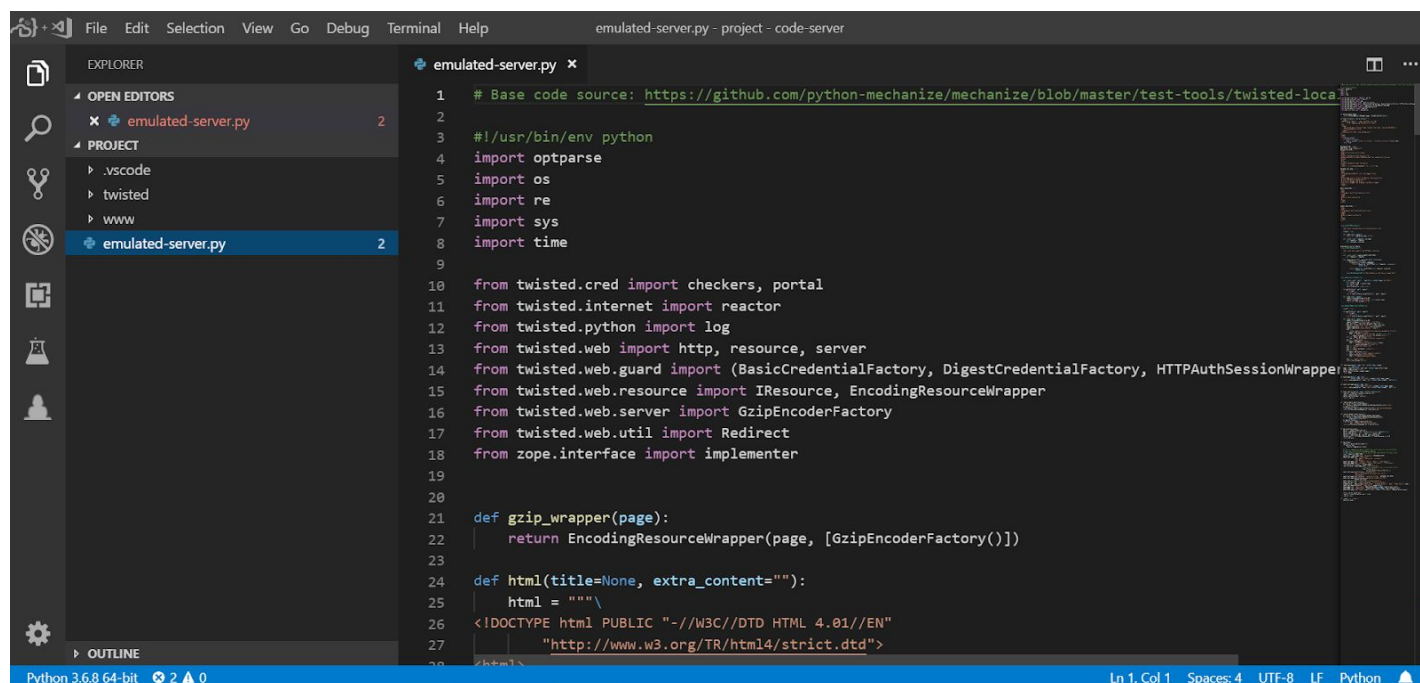 File Edit Selection View Go Debug Terminal Help emulated-server.py - project - code-server
EXPLORER
OPEN EDITORS
emulated-server.py 2
PROJECT
.vscode
twisted
www
emulated-server.py 2
OUTLINE
emulated-server.py
1 # Base code source: https://github.com/python-mechanize/mechanize/blob/master/test-tools/twisted-loca
2
3 #!/usr/bin/env python
4 import optparse
5 import os
6 import re
7 import sys
8 import time
9
10 from twisted.cred import checkers, portal
11 from twisted.internet import reactor
12 from twisted.python import log
13 from twisted.web import http, resource, server
14 from twisted.web.guard import (BasicCredentialFactory, DigestCredentialFactory, HTTPAuthSessionWrapper
15 from twisted.web.resource import IResource, EncodingResourceWrapper
16 from twisted.web.server import GzipEncoderFactory
17 from twisted.web.util import Redirect
18 from zope.interface import implementer
19
20
21 def gzip_wrapper(page):
22 return EncodingResourceWrapper(page, [GzipEncoderFactory()])
23
24 def html(title=None, extra_content=""):
25 html = """\
26 <!DOCTYPE html PUBLIC "-//W3C//DTD HTML 4.01//EN"
27 "http://www.w3.org/TR/html4/strict.dtd">
28 <html>
Python 3.6.8 64-bit 2 0 Ln 1, Col 1 Spaces: 4 UTF-8 LF Python